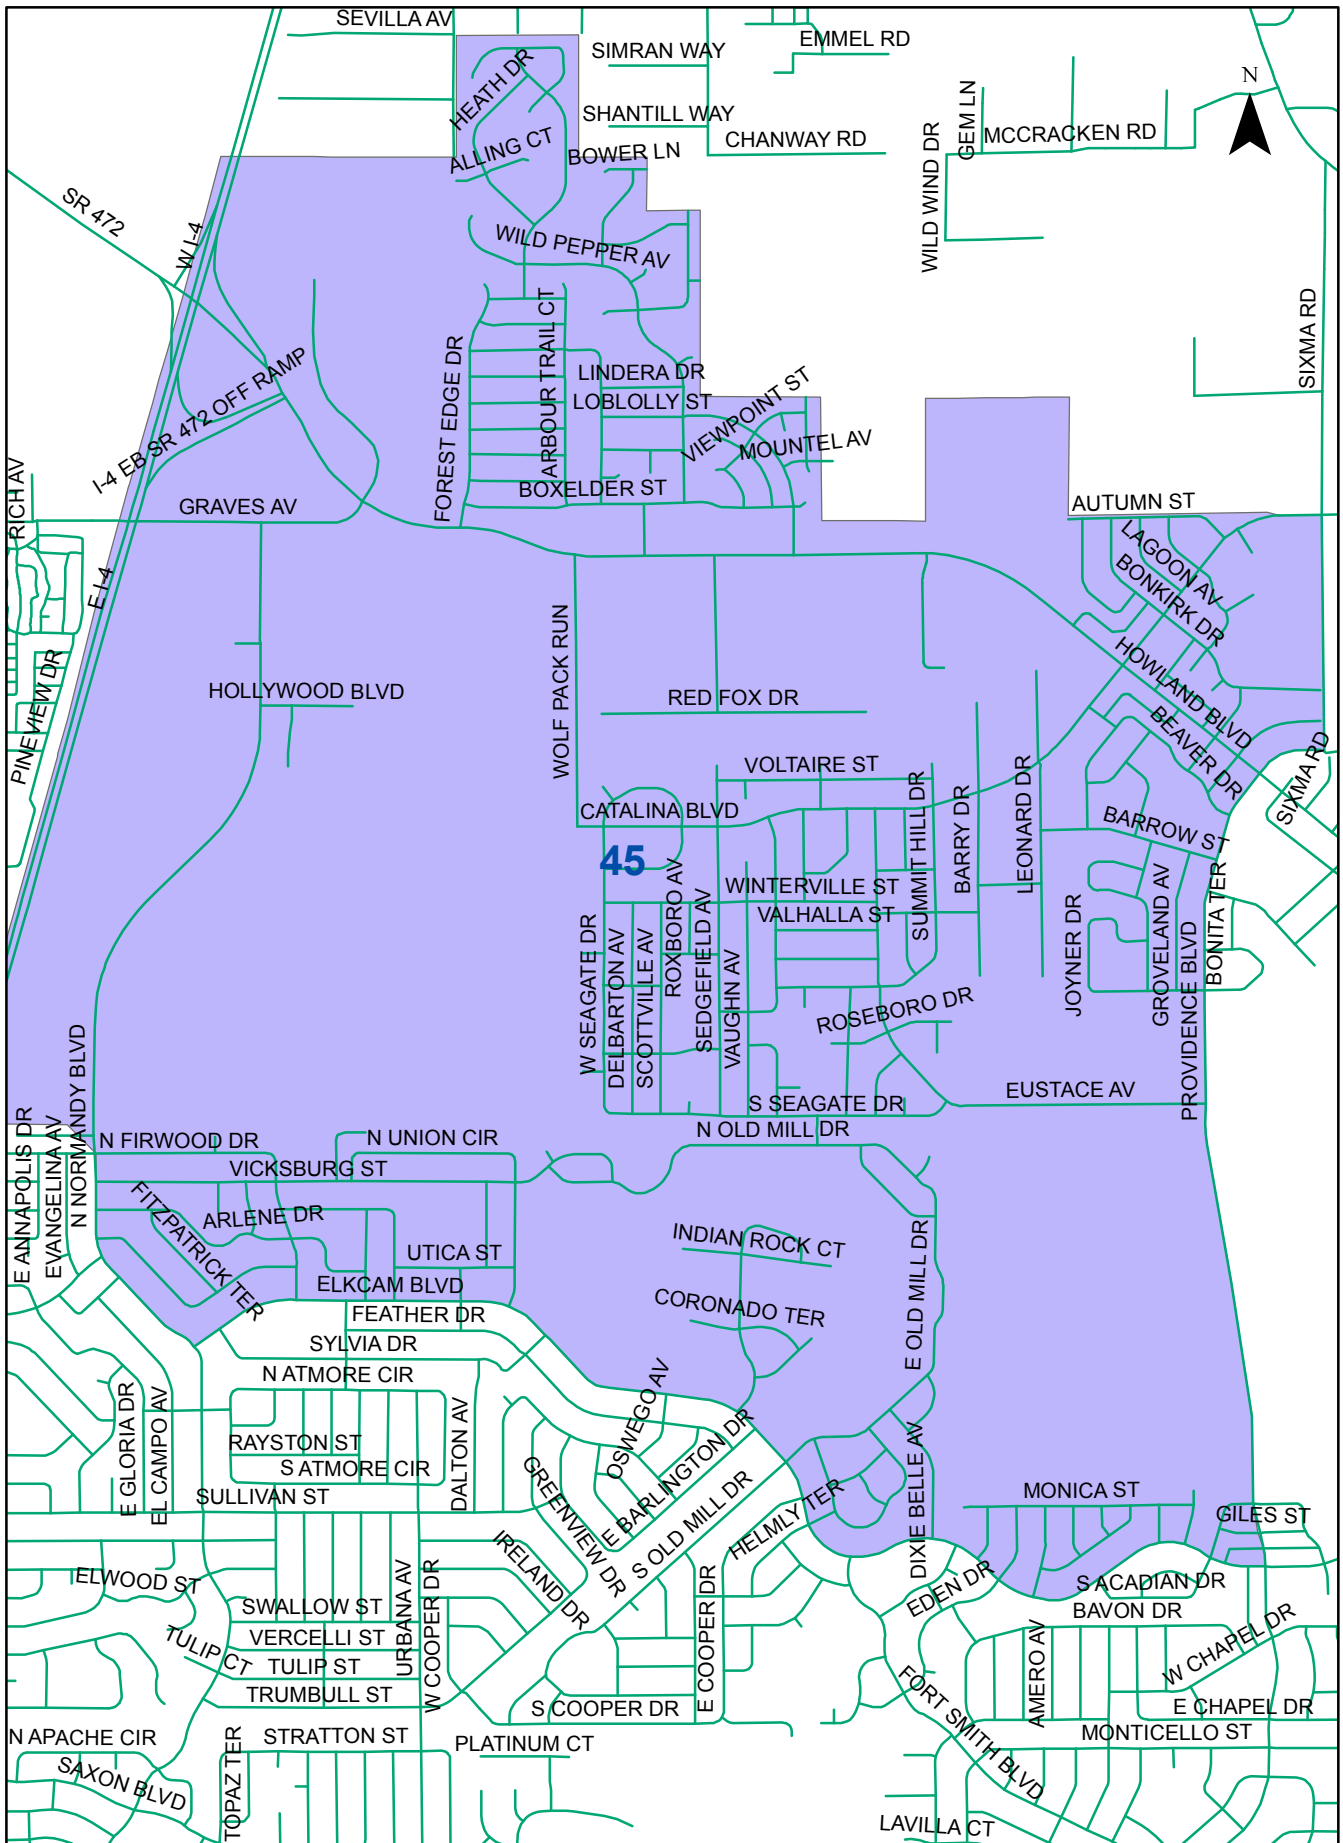 SEVILLA AV
SIMRAN WAY
EMMEL RD
HEATH DR
N
GEM LN
SHANTILL WAY
MCCRACKEN RD
CHANWAY RD
ALLING CT
BOWER LN
WILD WIND DR
SR 472
W I-4
WILD PEPPER AV
SIXMA RD
ARBOUR TRAIL CT
FOREST EDGE DR
LINDERA DR
LOBLOLLY ST
VIEWPOINT ST
MOUNTEL AV
I-4 EB SR 472 OFF RAMP
RICH AV
BOXELDER ST
GRAVES AV
AUTUMN ST
LAGOON AV
BONKIRK DR
E I-4
WOLF PACK RUN
HOWLAND BLVD
PINEVIEW DR
HOLLYWOOD BLVD
RED FOX DR
BEAVER DR
SIXMA RD
VOLTAIRE ST
SUMMIT HILL DR
BARRY DR
LEONARD DR
CATALINA BLVD
BARROW ST
45
ROXBORO AV
WINTERVILLE ST
VALHALLA ST
GROVELAND AV
BONITA TER
JOYNER DR
W SEAGATE DR
DELBARTON AV
SCOTTVILLE AV
SEDGEFIELD AV
VAUGHN AV
PROVIDENCE BLVD
ROSEBORO DR
EUSTACE AV
S SEAGATE DR
N OLD MILL DR
N NORMANDY BLVD
E ANNAPOLIS DR
EVANGELINA AV
N FIRWOOD DR
N UNION CIR
VICKSBURG ST
FITZPATRICK TER
ARLENE DR
UTICA ST
INDIAN ROCK CT
E OLD MILL DR
ELKCAM BLVD
CORONADO TER
FEATHER DR
SYLVIA DR
N ATMORE CIR
E GLORIA DR
EL CAMPO AV
DALTON AV
OSWEGO AV
RAYSTON ST
S ATMORE CIR
E BARLINGTON DR
DIXIE BELLE AV
SULLIVAN ST
GREENVIEW DR
S OLD MILL DR
HELMLY TER
MONICA ST
GILES ST
IRELAND DR
ELWOOD ST
SWALLOW ST
URBANA AV
W COOPER DR
E COOPER DR
EDEN DR
S ACADIAN DR
BAVON DR
VERCELLI ST
TULIP CT
TULIP ST
TRUMBULL ST
AMERO AV
W CHAPEL DR
S COOPER DR
FORT SMITH BLVD
E CHAPEL DR
N APACHE CIR
STRATTON ST
PLATINUM CT
MONTICELLO ST
SAXON BLVD
TOPAZ TER
LAVILLA CT